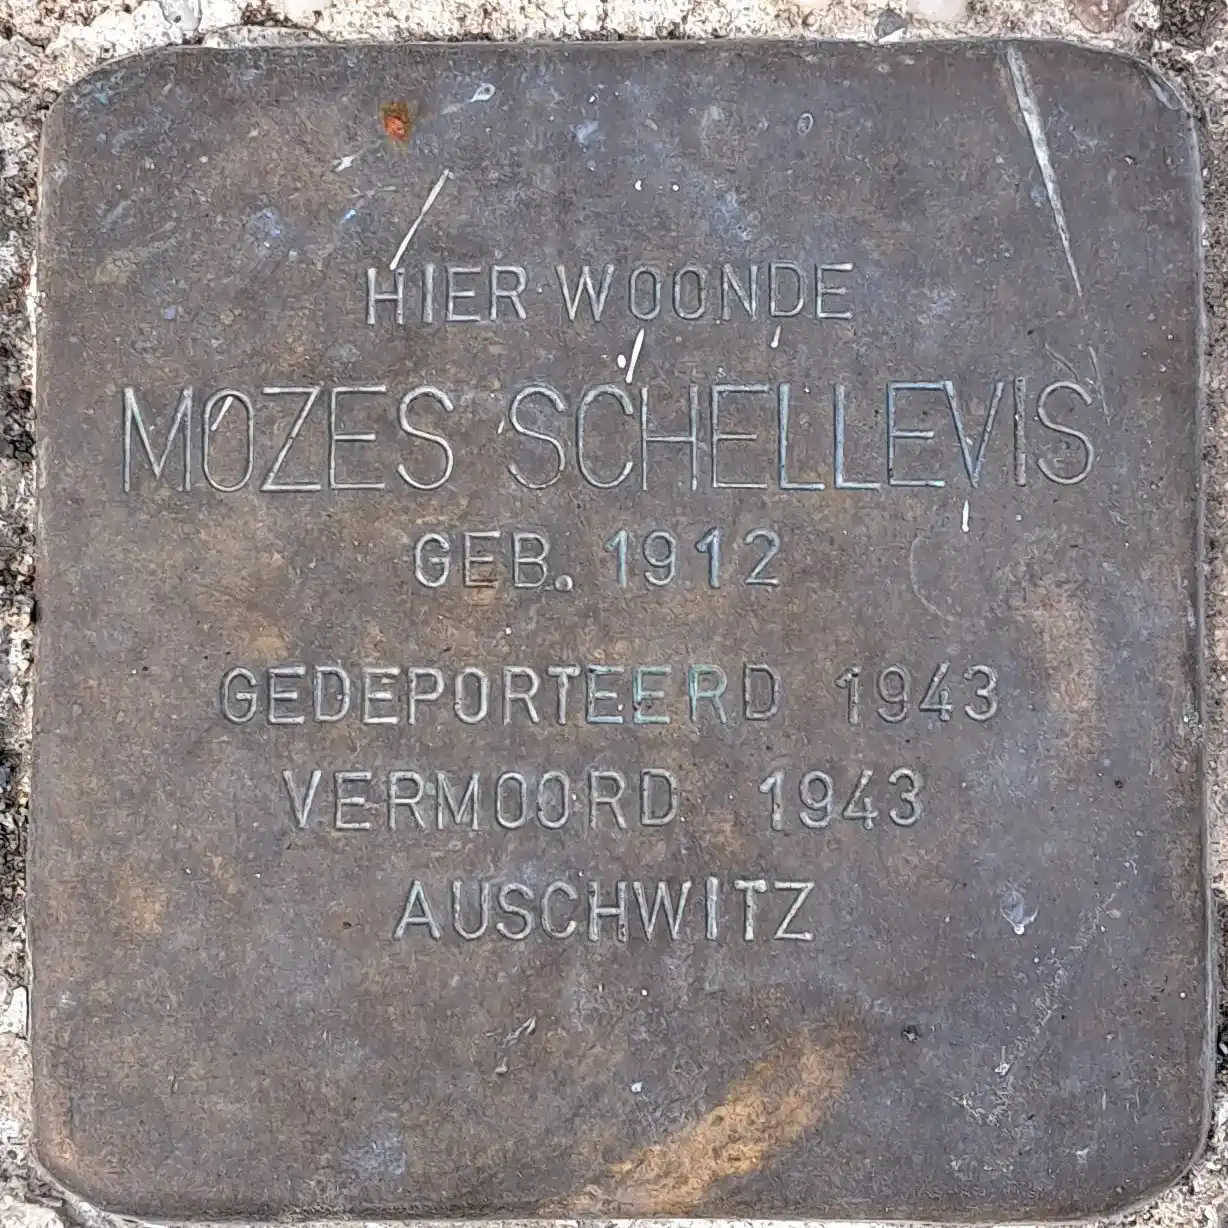 HIER WOONDE
MOZES SCHELLEVIS
GEB. 1912
GEDEPORTEERD 1943
VERMOORD 1943
AUSCHWITZ